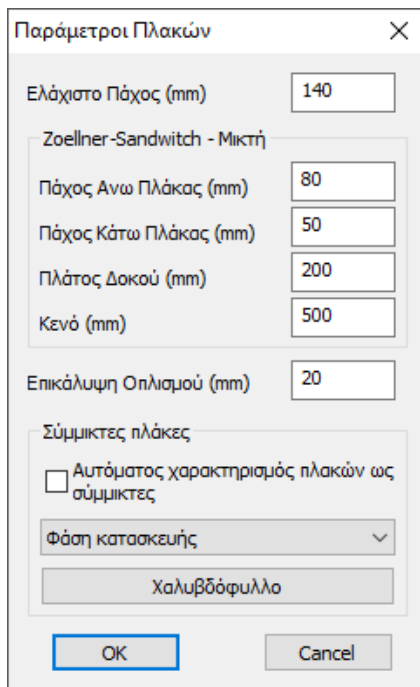 Παράμετροι Πλακών
Ελάχιστο Πάχος (mm) 140
Zoellner-Sandwitch - Μικτή
Πάχος Ανω Πλάκας (mm) 80
Πάχος Κάτω Πλάκας (mm) 50
Πλάτος Δοκού (mm) 200
Κενό (mm) 500
Επικάλυψη Οπλισμού (mm) 20
Σύμμικτες πλάκες
Αυτόματος χαρακτηρισμός πλακών ως
σύμμικτες
Φάση κατασκευής
Χαλυβδόφυλλο
OK Cancel